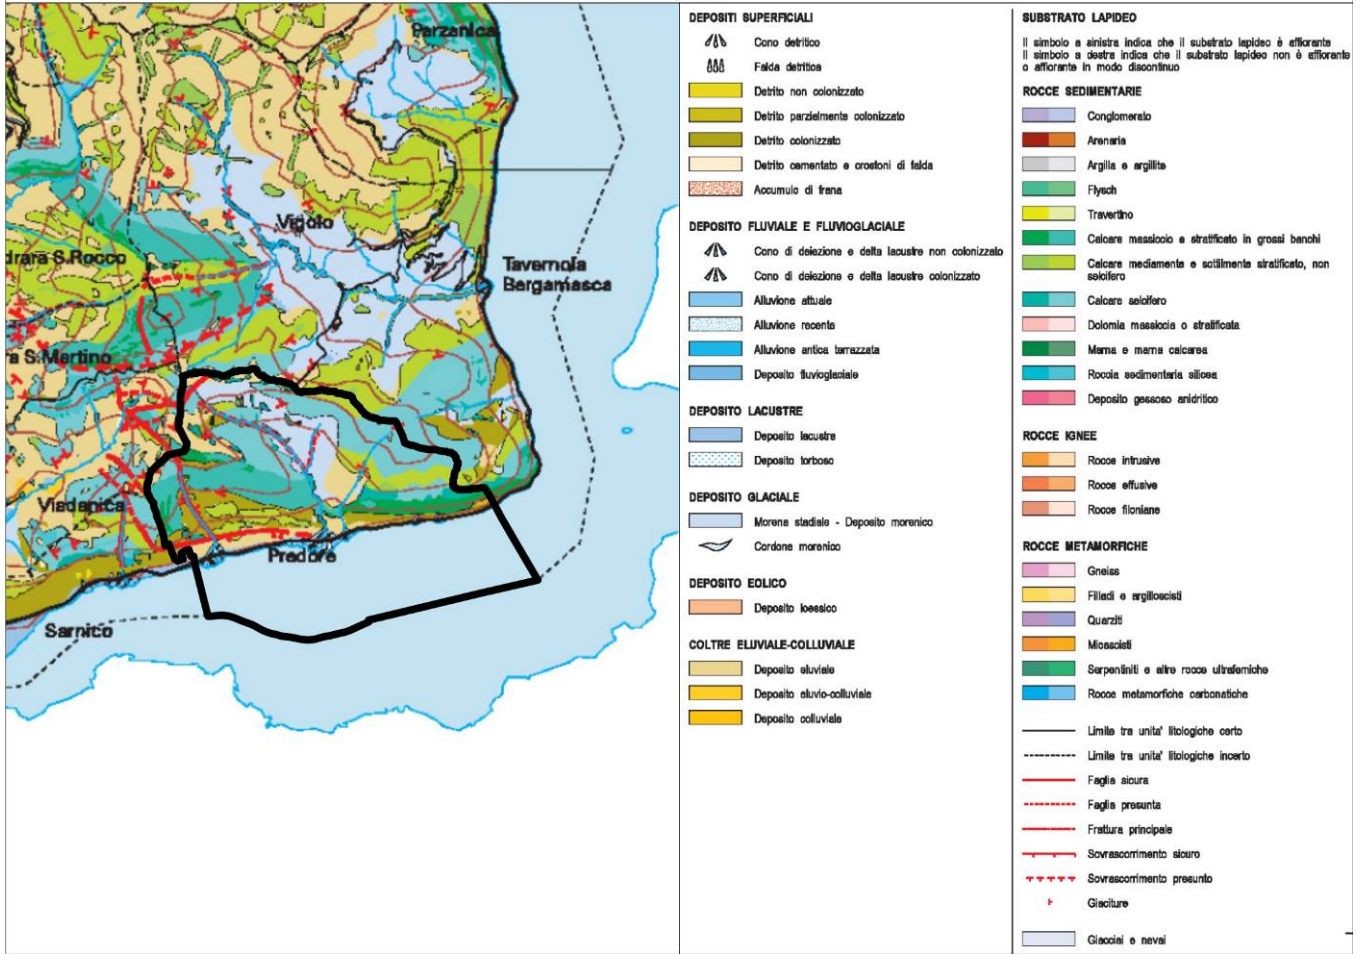 Parzanica
Vigolo
drara S.Rocco
Tavernola
Bergamasca
a S.Martino
Viadanica
Predore
Sarnico
DEPOSITI SUPERFICIALI
Cono detritico
Falda detritica
Detrito non colonizzato
Detrito parzialmente colonizzato
Detrito colonizzato
Detrito cementato e crostoni di falda
Accumulo di frana
DEPOSITO FLUVIALE E FLUVIOGLACIALE
Cono di deiezione e delta lacustre non colonizzato
Cono di deiezione e delta lacustre colonizzato
Alluvione attuale
Alluvione recente
Alluvione antica terrazzata
Deposito fluvioglaciale
DEPOSITO LACUSTRE
Deposito lacustre
Deposito torboso
DEPOSITO GLACIALE
Morena stadiale - Deposito morenico
Cordone morenico
DEPOSITO EOLICO
Deposito loessico
COLTRE ELUVIALE-COLLUVIALE
Deposito eluviale
Deposito eluvio-colluviale
Deposito colluviale
SUBSTRATO LAPIDEO
Il simbolo a sinistra indica che il substrato lapideo è affiorante
Il simbolo a destra indica che il substrato lapideo non è affiorante
o affiorante in modo discontinuo
ROCCE SEDIMENTARIE
Conglomerato
Arenaria
Argilla e argillite
Flysch
Travertino
Calcare massiccio e stratificato in grossi banchi
Calcare mediamente e sottilmente stratificato, non
selcifero
Calcare selcifero
Dolomia massiccia o stratificata
Marna e marna calcarea
Roccia sedimentaria silicea
Deposito gessoso anidritico
ROCCE IGNEE
Rocce intrusive
Rocce effusive
Rocce filoniane
ROCCE METAMORFICHE
Gneiss
Filladi e argilloscisti
Quarziti
Micascisti
Serpentiniti e altre rocce ultrafemiche
Rocce metamorfiche carbonatiche
Limite tra unita' litologiche certo
Limite tra unita' litologiche incerto
Faglia sicura
Faglia presunta
Frattura principale
Sovrascorrimento sicuro
Sovrascorrimento presunto
Giaciture
Giacciai e nevai